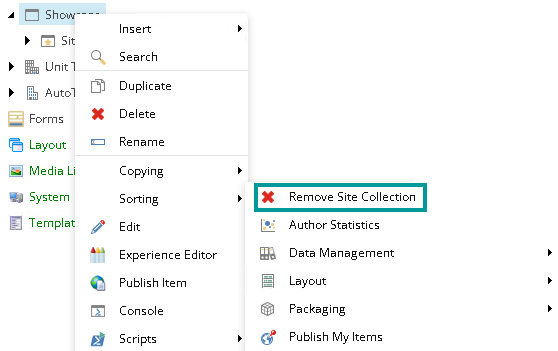 Showcase
Insert
Sit
Search
Unit T
Duplicate
AutoT
Delete
Forms
Rename
Layout
Media Li
Copying
System
Sorting
Remove Site Collection
Templat
Edit
Author Statistics
Experience Editor
Data Management
Publish Item
Layout
Console
Packaging
Scripts
Publish My Items